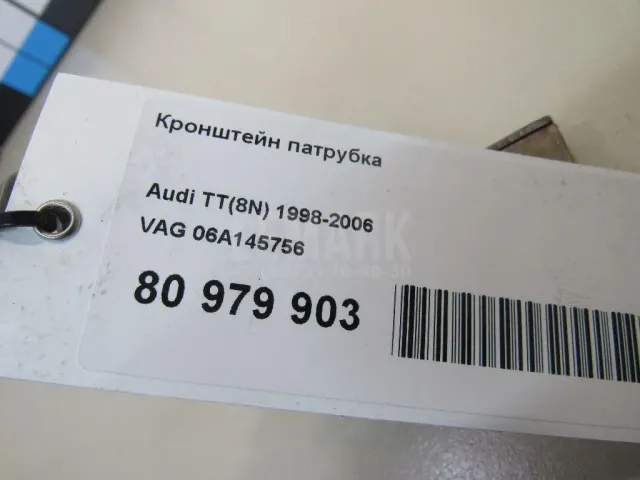 Кронштейн патрубка
Audi TT(8N) 1998-2006
VAG 06A145756
80 979 903